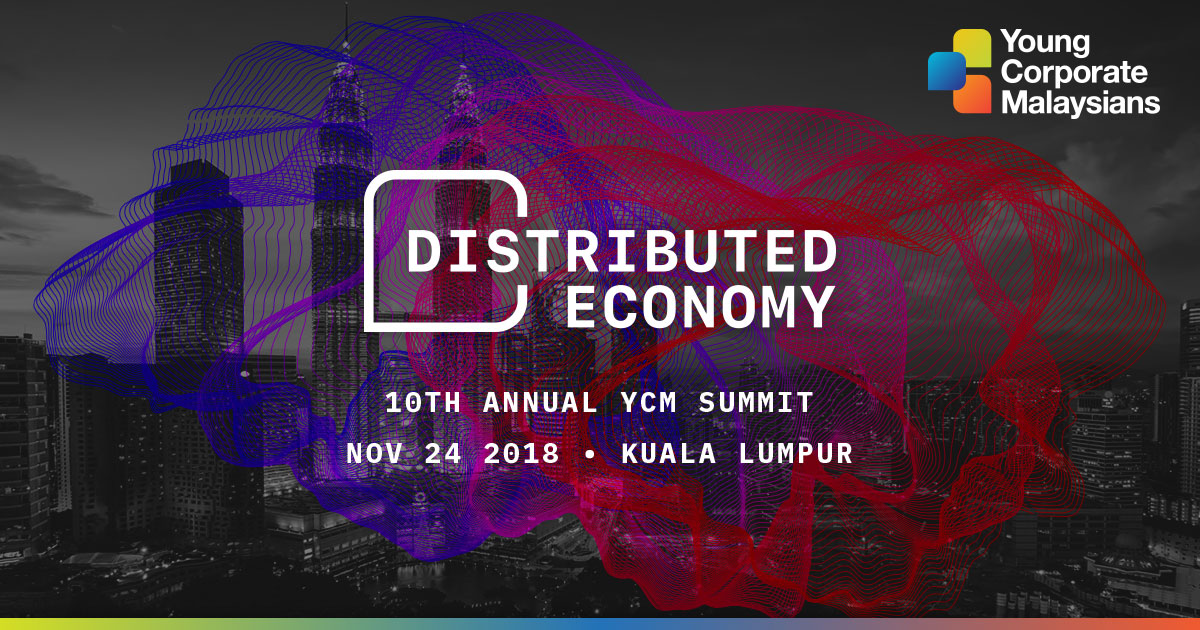 Young
Corporate
Malaysians
DISTRIBUTED
ECONOMY
10TH ANNUAL YCM SUMMIT
NOV 24 2018 • KUALA LUMPUR